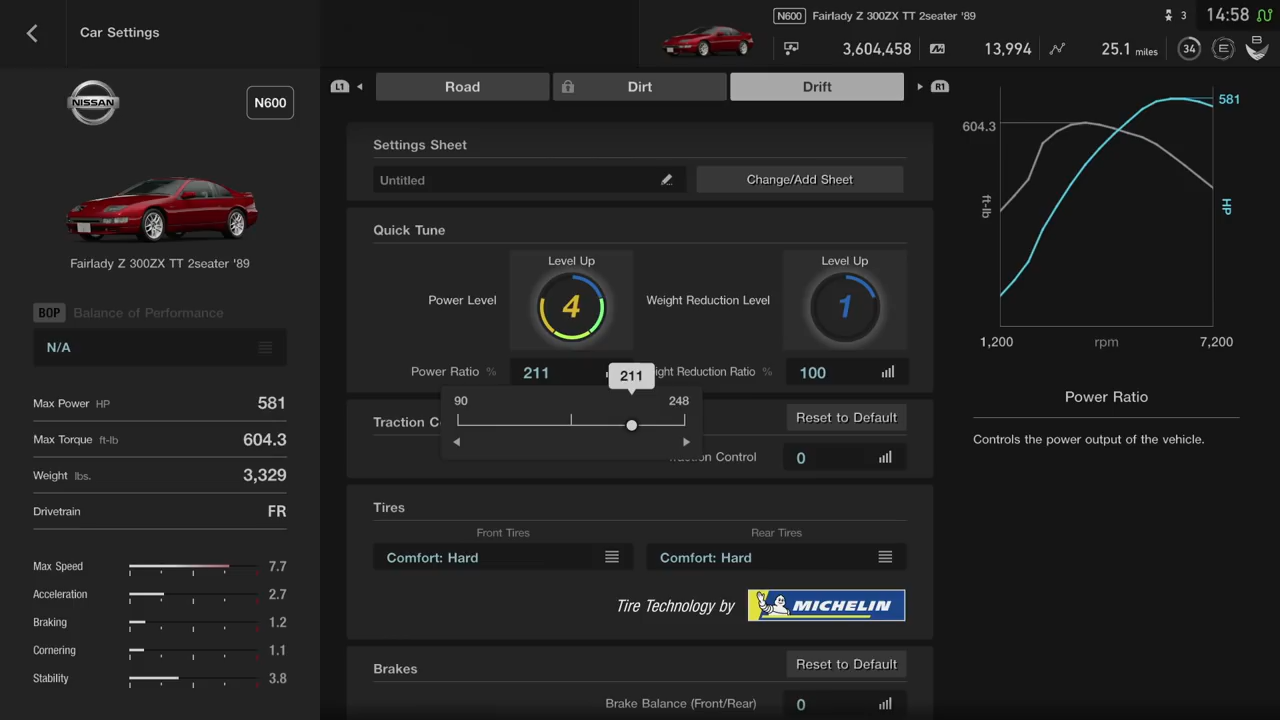 Car Settings
N600 Fairlady Z 300ZX TT 2seater '89
3 14:58
3,604,458 13,994 25.1 miles 34 E B
NISSAN N600
Fairlady Z 300ZX TT 2seater '89
BOP Balance of Performance
N/A
Max Power HP 581
Max Torque ft-lb 604.3
Weight lbs. 3,329
Drivetrain FR
Max Speed 7.7
Acceleration 2.7
Braking 1.2
Cornering 1.1
Stability 3.8
L1 Road Dirt Drift R1
Settings Sheet
Untitled Change/Add Sheet
Quick Tune
Level Up Level Up
Power Level 4 Weight Reduction Level 1
Power Ratio % 211 ight Reduction Ratio % 100
211
90 248
Traction C Reset to Default
raction Control 0
Tires
Front Tires Rear Tires
Comfort: Hard Comfort: Hard
Tire Technology by MICHELIN
Brakes Reset to Default
Brake Balance (Front/Rear) 0
581
604.3
ft-lb HP
1,200 rpm 7,200
Power Ratio
Controls the power output of the vehicle.